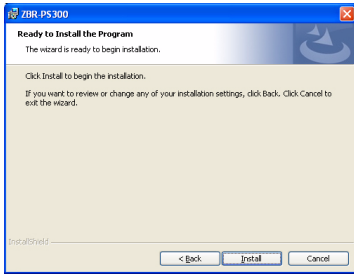 ZBR-PS300
Ready to Install the Program
The wizard is ready to begin installation.
Click Install to begin the installation.
If you want to review or change any of your installation settings, click Back. Click Cancel to
exit the wizard.
InstallShield
< Back
Install
Cancel